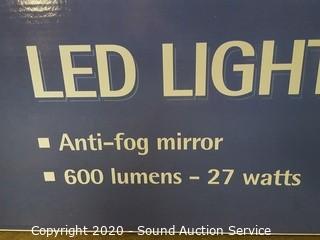 LED LIGHT
▪ Anti-fog mirror
▪ 600 lumens - 27 watts
Copyright 2020 - Sound Auction Service